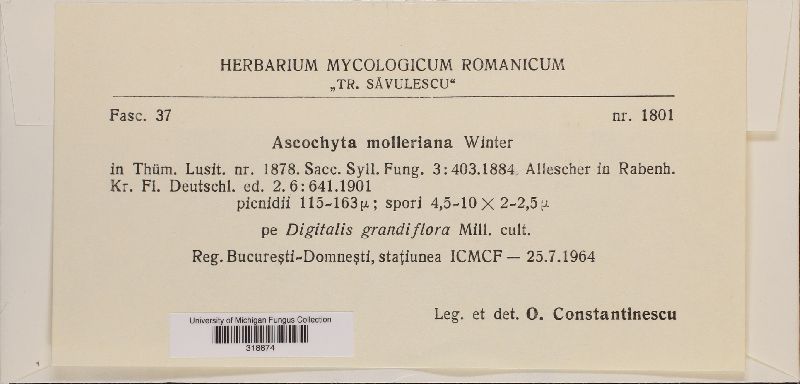 HERBARIUM MYCOLOGICUM ROMANICUM
„TR. SĂVULESCU“
Fasc. 37 nr. 1801
Ascochyta molleriana Winter
in Thüm. Lusit. nr. 1878. Sacc. Syll. Fung. 3:403.1884. Allescher in Rabenh.
Kr. Fl. Deutschl. ed. 2. 6:641.1901
picnidii 115-163μ; spori 4,5-10 × 2-2,5μ
pe Digitalis grandiflora Mill. cult.
Reg. București-Domnești, stațiunea ICMCF — 25.7.1964
Leg. et det. O. Constantinescu
University of Michigan Fungus Collection
318674